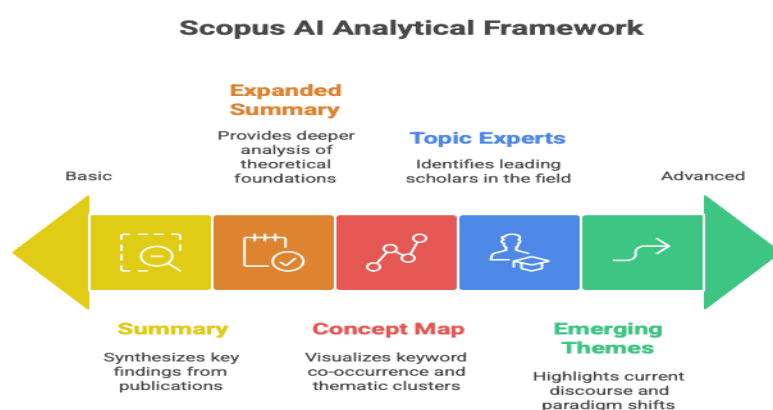 Scopus AI Analytical Framework
Expanded
Summary
Provides deeper
analysis of
theoretical
foundations
Topic Experts
Identifies leading
scholars in the field
Basic
Advanced
Summary
Synthesizes key
findings from
publications
Concept Map
Visualizes keyword
co-occurrence and
thematic clusters
Emerging
Themes
Highlights current
discourse and
paradigm shifts